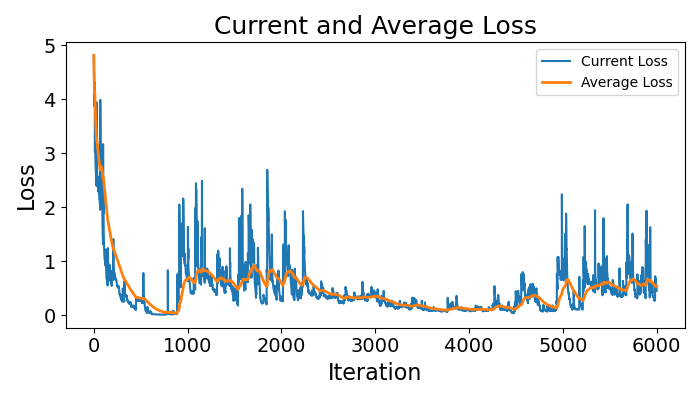 Current and Average Loss
Current Loss
Average Loss
5
4
3
2
1
0
Loss
0 1000 2000 3000 4000 5000 6000
Iteration